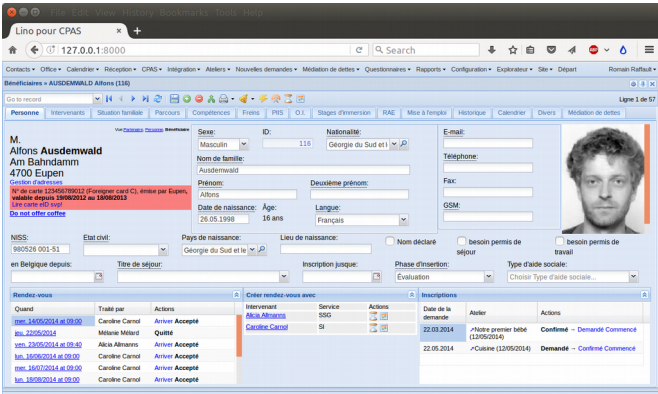 File Edit View History Bookmarks Tools Help
Lino pour CPAS × +
127.0.0.1:8000 Search
Contacts Office Calendrier Réception CPAS Intégration Ateliers Nouvelles demandes Médiation de dettes Questionnaires Rapports Configuration Explorateur Site Départ Romain Raffault
Bénéficiaires » AUSDEMWALD Alfons (116)
Go to record Ligne 1 de 57
Personne Intervenants Situation familiale Parcours Compétences Freins PIIS O.I. Stages d'immersion RAE Mise à l'emploi Historique Calendrier Divers Médiation de dettes
Voir Partenaire, Personne, Bénéficiaire
M.
Alfons Ausdemwald
Am Bahndamm
4700 Eupen
Gestion d'adresses
N° de carte 123456789012 (Foreigner card C), émise par Eupen,
valable depuis 19/08/2012 au 18/08/2013
Lire carte eID svp!
Do not offer coffee
Sexe: ID: Nationalité:
Masculin 116 Géorgie du Sud et l
Nom de famille:
Ausdemwald
Prénom: Deuxième prénom:
Alfons
Date de naissance: Âge: Langue:
26.05.1998 16 ans Français
E-mail:
Téléphone:
Fax:
GSM:
NISS: Etat civil: Pays de naissance: Lieu de naissance:
980526 001-51 Géorgie du Sud et le
Nom déclaré besoin permis de séjour besoin permis de travail
en Belgique depuis: Titre de séjour: Inscription jusque: Phase d'insertion: Type d'aide sociale:
Évaluation Choisir Type d'aide sociale...
Rendez-vous
Quand Traité par Actions
mer. 14/05/2014 at 09:00 Caroline Carnol Arriver Accepté
jeu. 22/05/2014 Mélanie Mélard Quitté
ven. 23/05/2014 at 09:40 Alicia Allmanns Arriver Accepté
lun. 16/06/2014 at 09:00 Caroline Carnol Arriver Accepté
mer. 16/07/2014 at 09:00 Caroline Carnol Arriver Accepté
lun. 18/08/2014 at 09:00 Caroline Carnol Arriver Accepté
Créer rendez-vous avec
Intervenant Service Actions
Alicia Allmanns SSG
Caroline Carnol SI
Inscriptions
Date de la demande Atelier Actions
22.03.2014 Notre premier bébé (12/05/2014) Confirmé → Demandé Commencé
22.05.2014 Cuisine (12/05/2014) Demandé → Confirmé Commencé